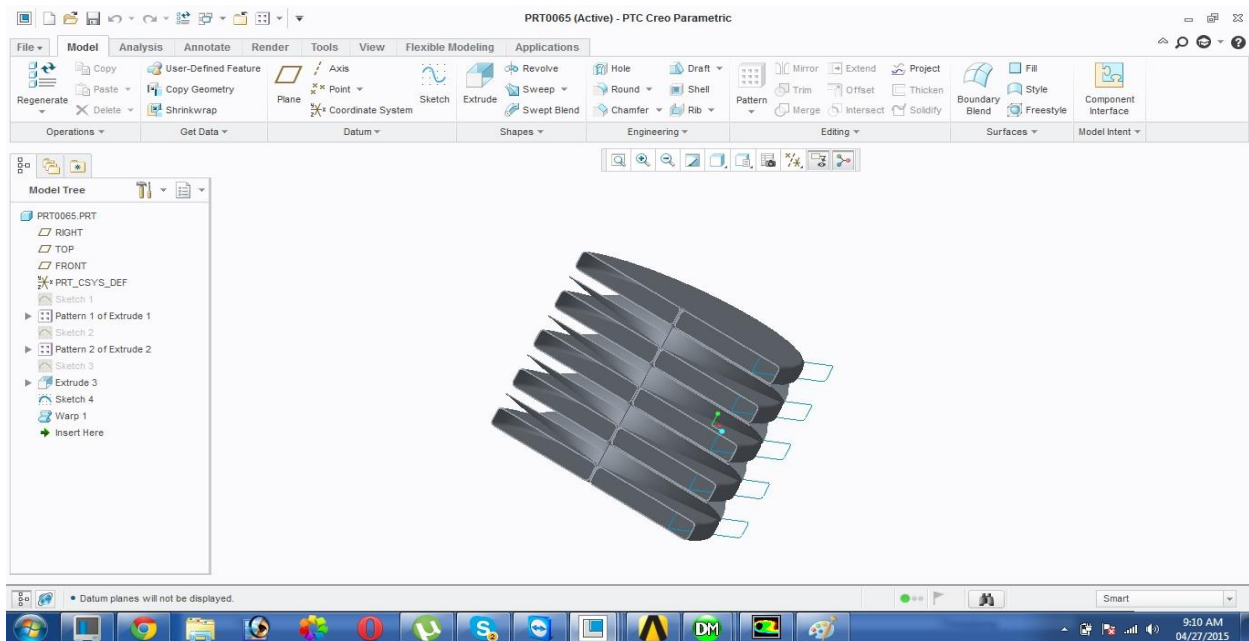 PRT0065 (Active) - PTC Creo Parametric
File Model Analysis Annotate Render Tools View Flexible Modeling Applications
Regenerate
Copy
Paste
Delete
User-Defined Feature
Copy Geometry
Shrinkwrap
Plane
Axis
Point
Coordinate System
Sketch
Extrude
Revolve
Sweep
Swept Blend
Hole
Round
Chamfer
Draft
Shell
Rib
Pattern
Mirror
Trim
Merge
Extend
Offset
Intersect
Project
Thicken
Solidify
Boundary
Blend
Fill
Style
Freestyle
Component
Interface
Operations Get Data Datum Shapes Engineering Editing Surfaces Model Intent
Model Tree
PRT0065.PRT
RIGHT
TOP
FRONT
PRT_CSYS_DEF
Sketch 1
Pattern 1 of Extrude 1
Sketch 2
Pattern 2 of Extrude 2
Sketch 3
Extrude 3
Sketch 4
Warp 1
Insert Here
Datum planes will not be displayed.
Smart
DM
9:10 AM
04/27/2015